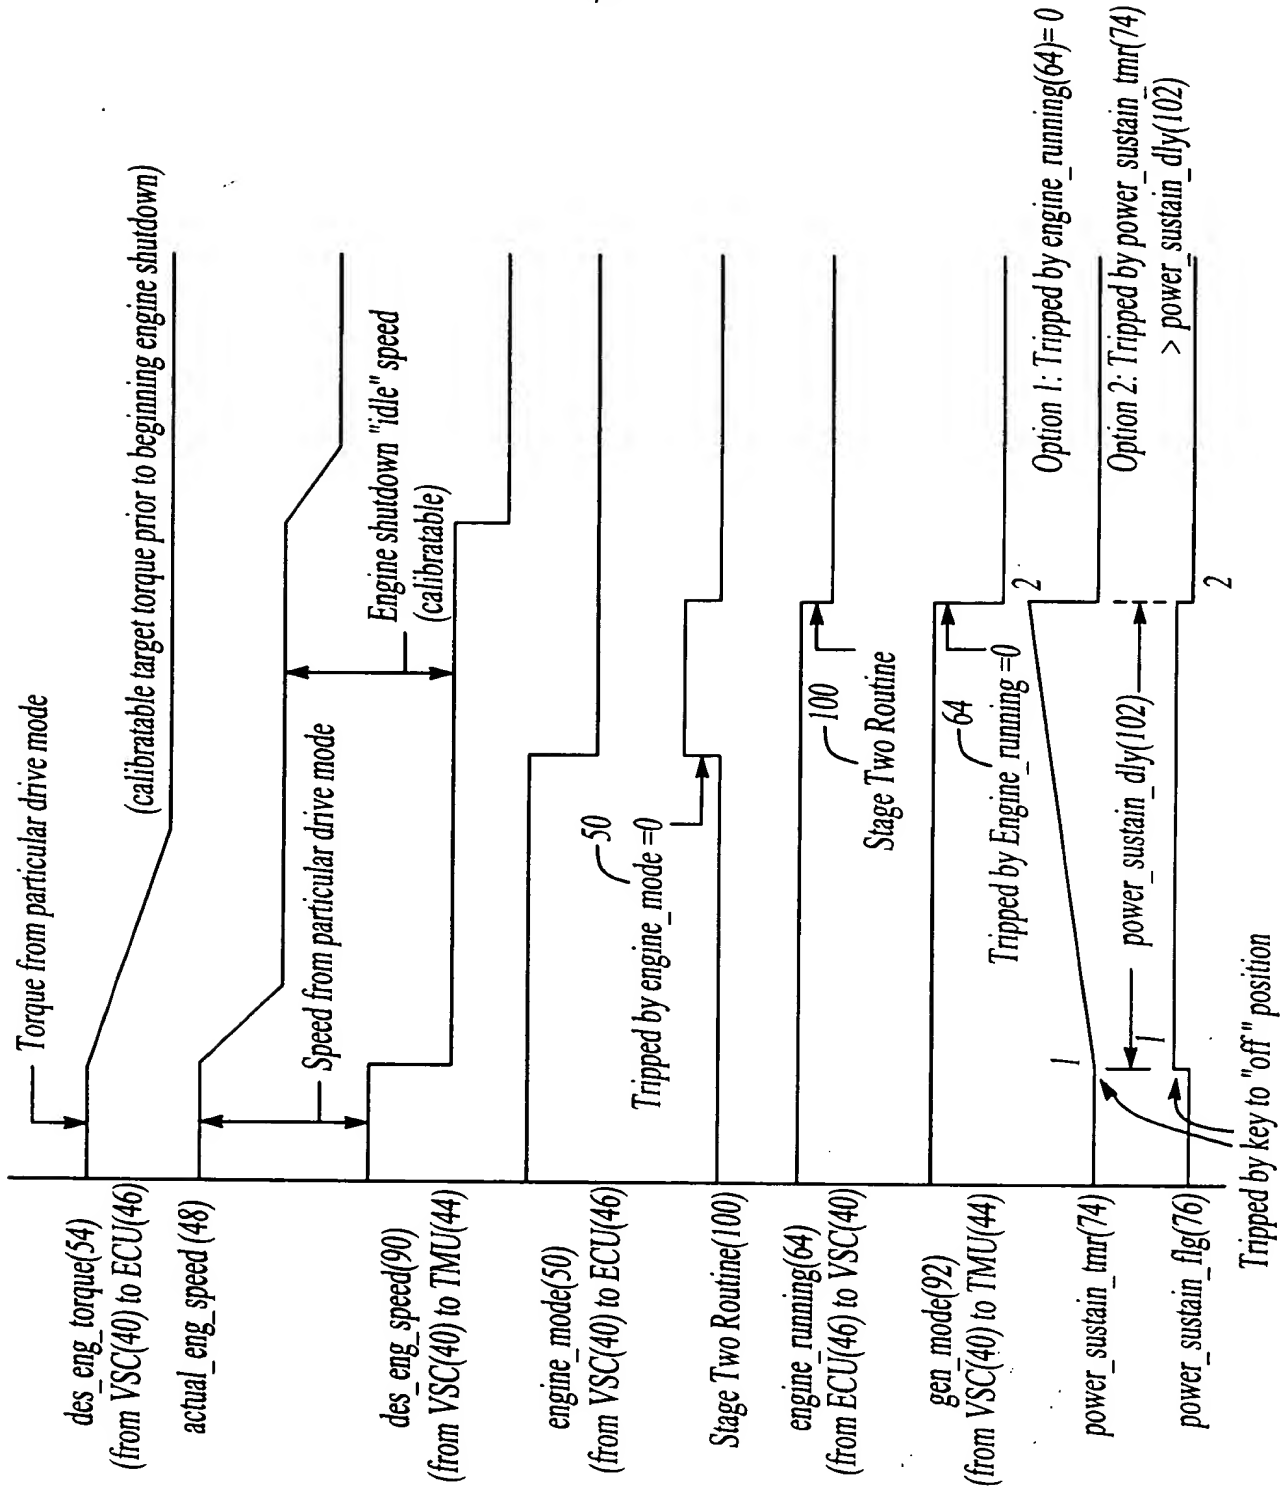 Torque from particular drive mode
des_eng_torque(54)
(from VSC(40) to ECU(46)
(calibratable target torque prior to beginning engine shutdown)
actual_eng_speed (48)
Speed from particular drive mode
Engine shutdown "idle" speed
(calibratable)
des_eng_speed(90)
(from VSC(40) to TMU(44)
engine_mode(50)
(from VSC(40) to ECU(46)
50
Tripped by engine_mode =0
Stage Two Routine(100)
engine_running(64)
(from ECU(46) to VSC(40)
100
Stage Two Routine
gen_mode(92)
(from VSC(40) to TMU(44)
64
Tripped by Engine_running =0
2
Option 1: Tripped by engine_running(64)= 0
power_sustain_tmr(74)
1
Option 2: Tripped by power_sustain_tmr(74)
> power_sustain_dly(102)
power_sustain_dly(102)
1
2
power_sustain_flg(76)
Tripped by key to "off" position